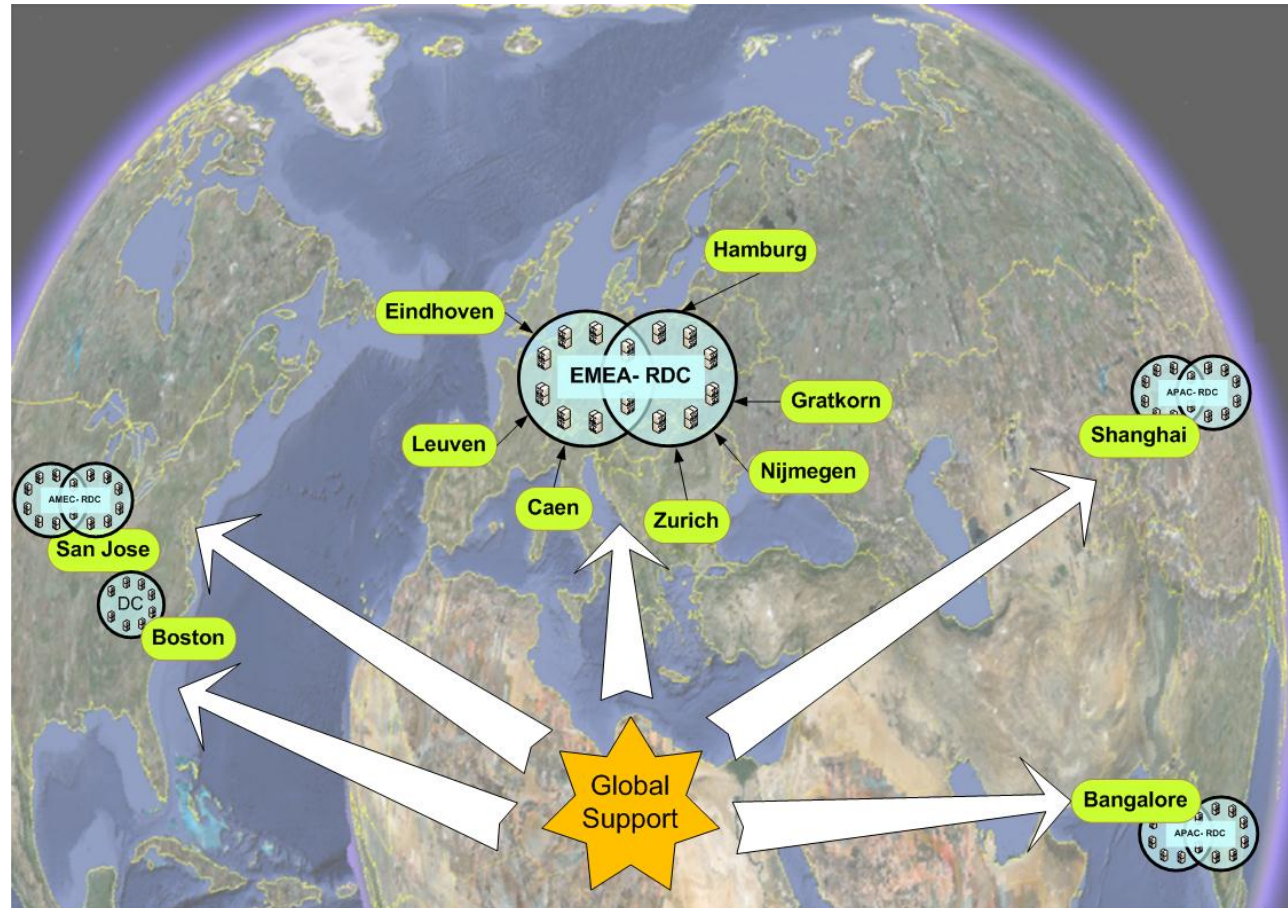 Hamburg
Eindhoven
EMEA- RDC
Gratkorn
Leuven
Nijmegen
Caen
Zurich
APAC- RDC
Shanghai
AMEC- RDC
San Jose
DC
Boston
Global
Support
Bangalore
APAC- RDC